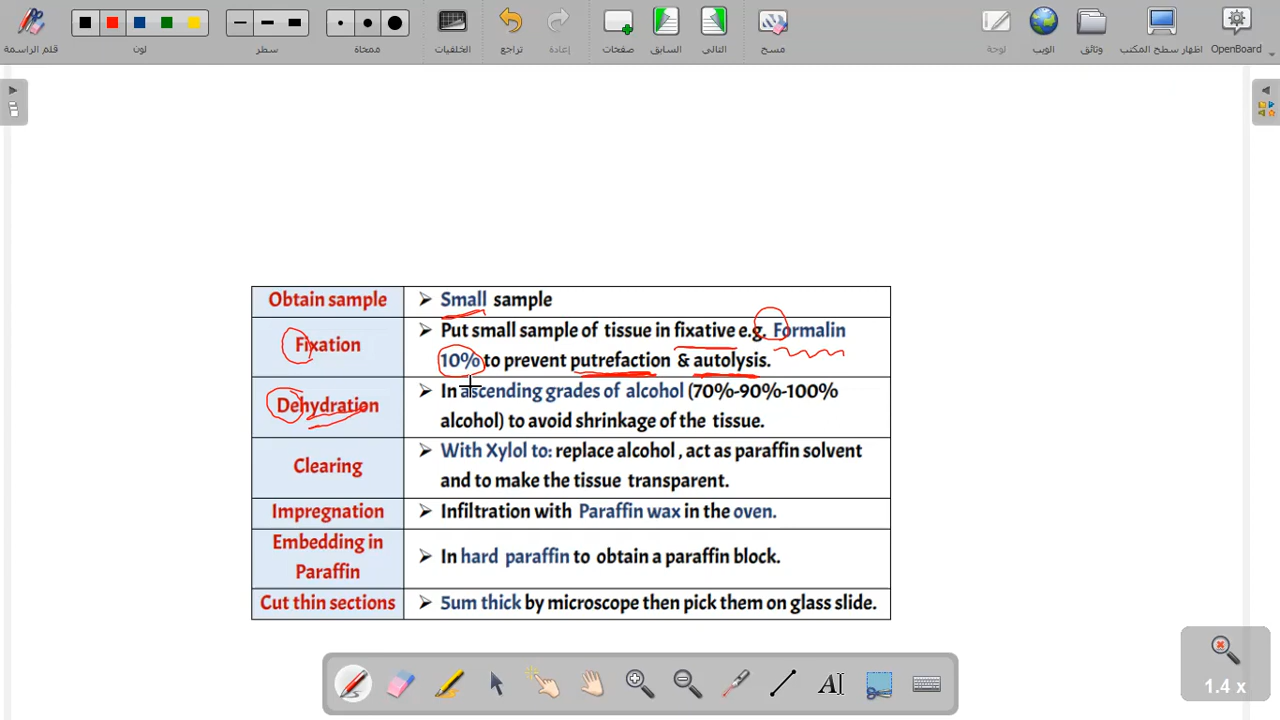 قلم الراسمة
لون
سطر
ممحاة
الخلفيات
تراجع
إعادة
صفحات
السابق
التالي
مسح
لوحة
الويب
وثائق
اظهار سطح المكتب
OpenBoard
Obtain sample
Small sample
Fixation
Put small sample of tissue in fixative e.g. Formalin
10% to prevent putrefaction & autolysis.
Dehydration
In ascending grades of alcohol (70%-90%-100%
alcohol) to avoid shrinkage of the tissue.
Clearing
With Xylol to: replace alcohol , act as paraffin solvent
and to make the tissue transparent.
Impregnation
Infiltration with Paraffin wax in the oven.
Embedding in
Paraffin
In hard paraffin to obtain a paraffin block.
Cut thin sections
5um thick by microscope then pick them on glass slide.
AI
1.4 x